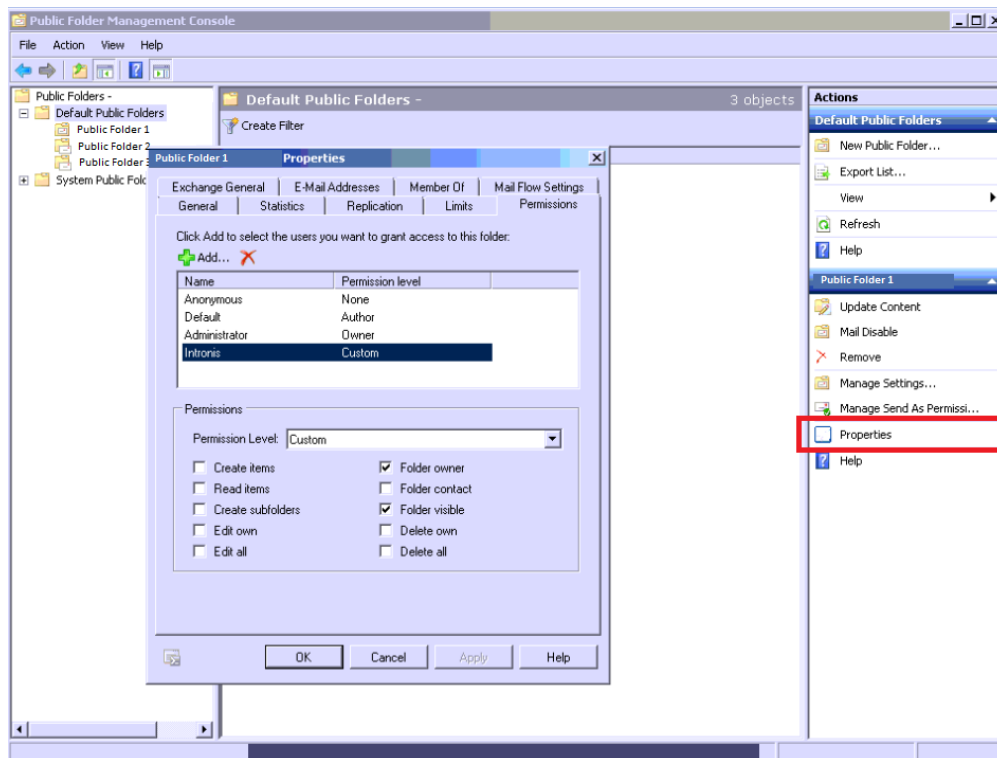 Public Folder Management Console
File Action View Help
Public Folders -
Default Public Folders
Public Folder 1
Public Folder 2
Public Folder
System Public Fol
Default Public Folders -
3 objects
Create Filter
Public Folder 1 Properties
Exchange General E-Mail Addresses Member Of Mail Flow Settings
General Statistics Replication Limits Permissions
Click Add to select the users you want to grant access to this folder:
Add...
Name Permission level
Anonymous None
Default Author
Administrator Owner
Intronis Custom
Permissions
Permission Level: Custom
Create items Folder owner
Read items Folder contact
Create subfolders Folder visible
Edit own Delete own
Edit all Delete all
OK Cancel Apply Help
Actions
Default Public Folders
New Public Folder...
Export List...
View
Refresh
Help
Public Folder 1
Update Content
Mail Disable
Remove
Manage Settings...
Manage Send As Permissi...
Properties
Help